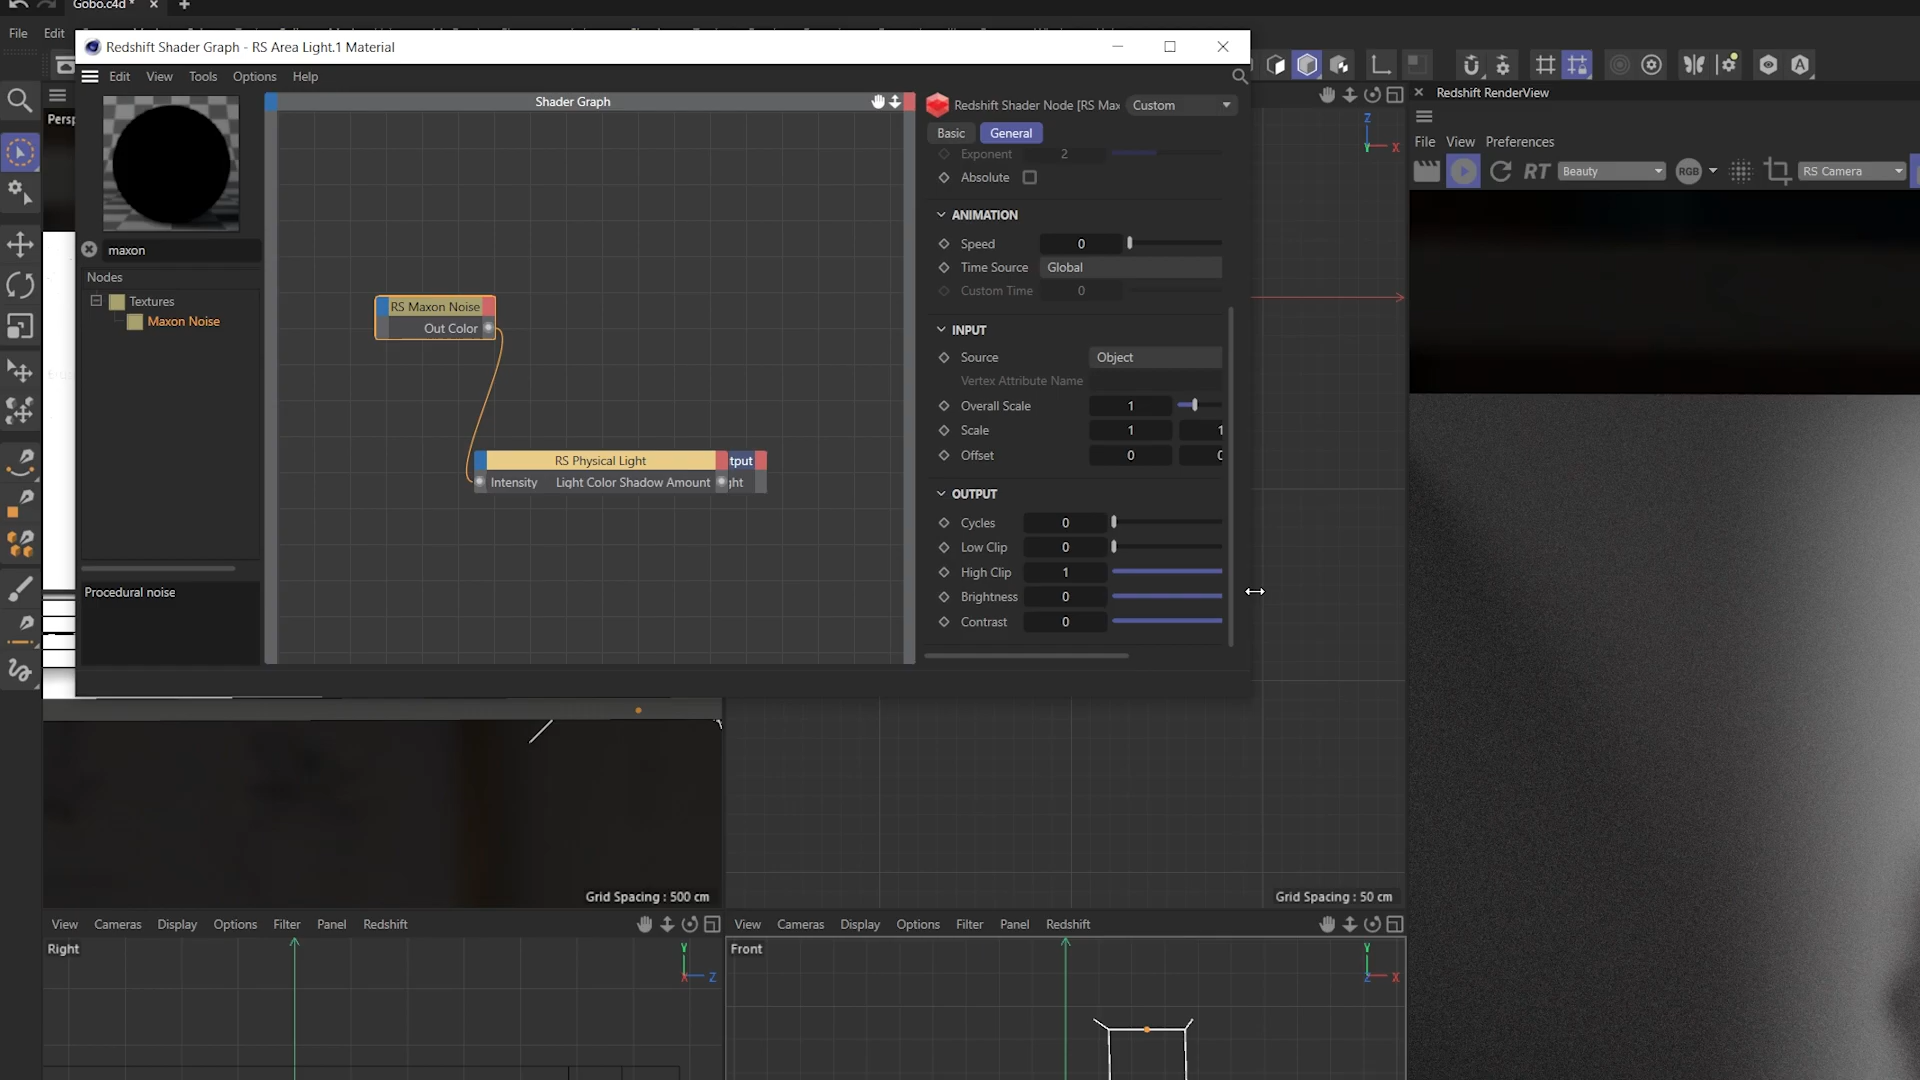 Gobo.c4d *
File
Edit
Redshift Shader Graph - RS Area Light.1 Material
Edit
View
Tools
Options
Help
maxon
Nodes
Textures
Maxon Noise
Procedural noise
Shader Graph
RS Maxon Noise
Out Color
RS Physical Light
tput
Intensity
Light Color Shadow Amount
ght
Redshift Shader Node [RS Max
Custom
Basic
General
Exponent
2
Absolute
ANIMATION
Speed
0
Time Source
Global
Custom Time
0
INPUT
Source
Object
Vertex Attribute Name
Overall Scale
1
Scale
1
1
Offset
0
0
OUTPUT
Cycles
0
Low Clip
0
High Clip
1
Brightness
0
Contrast
0
Persp
Z
Y
X
Redshift RenderView
File
View
Preferences
RT
Beauty
RGB
RS Camera
Grid Spacing : 500 cm
Grid Spacing : 50 cm
View
Cameras
Display
Options
Filter
Panel
Redshift
Right
Y
X
Z
View
Cameras
Display
Options
Filter
Panel
Redshift
Front
Y
Z
X